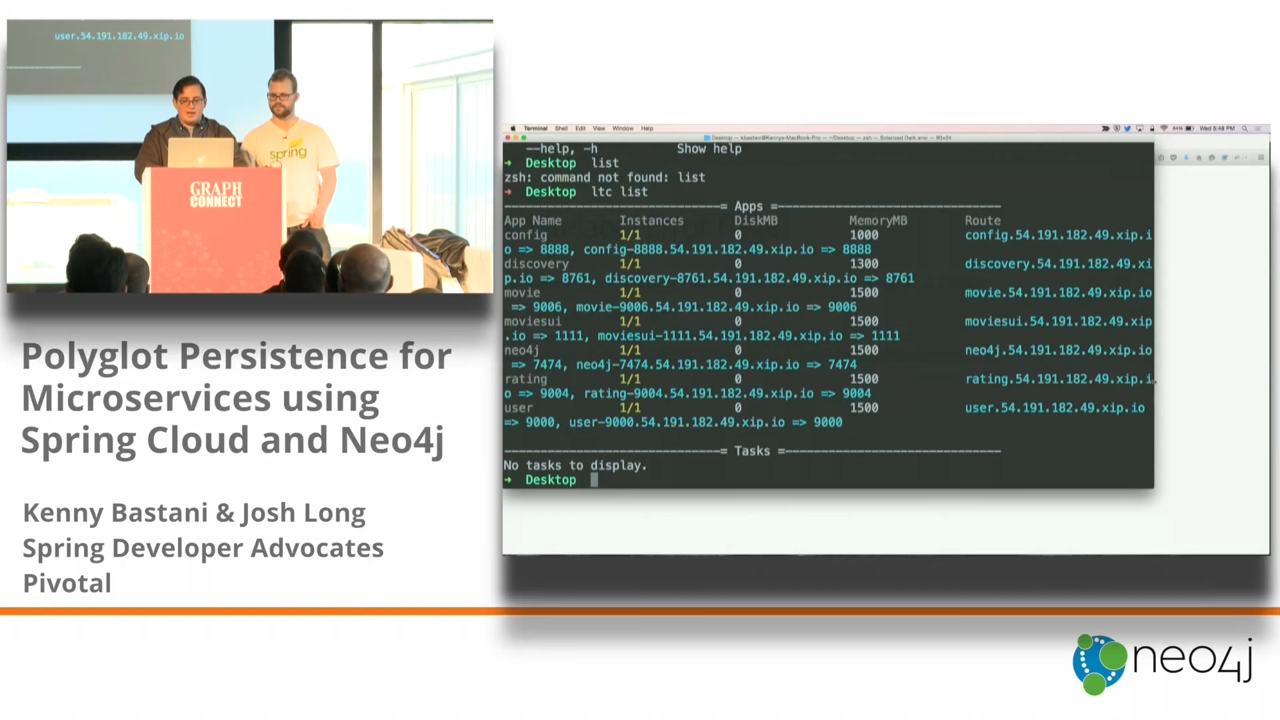 user.54.191.182.49.xip.io
spring
GRAPH
CONNECT
Polyglot Persistence for
Microservices using
Spring Cloud and Neo4j
Kenny Bastani & Josh Long
Spring Developer Advocates
Pivotal
Terminal Shell Edit View Window Help
Wed 5:48 PM
--help, -h Show help
➜ Desktop list
zsh: command not found: list
➜ Desktop ltc list
= Apps =
App Name Instances DiskMB MemoryMB Route
config 1/1 0 1000 config.54.191.182.49.xip.i
o => 8888, config-8888.54.191.182.49.xip.io => 8888
discovery 1/1 0 1300 discovery.54.191.182.49.xi
p.io => 8761, discovery-8761.54.191.182.49.xip.io => 8761
movie 1/1 0 1500 movie.54.191.182.49.xip.io
=> 9006, movie-9006.54.191.182.49.xip.io => 9006
moviesui 1/1 0 1500 moviesui.54.191.182.49.xip
.io => 1111, moviesui-1111.54.191.182.49.xip.io => 1111
neo4j 1/1 0 1500 neo4j.54.191.182.49.xip.io
=> 7474, neo4j-7474.54.191.182.49.xip.io => 7474
rating 1/1 0 1500 rating.54.191.182.49.xip.i
o => 9004, rating-9004.54.191.182.49.xip.io => 9004
user 1/1 0 1500 user.54.191.182.49.xip.io
=> 9000, user-9000.54.191.182.49.xip.io => 9000
= Tasks =
No tasks to display.
➜ Desktop
neo4j